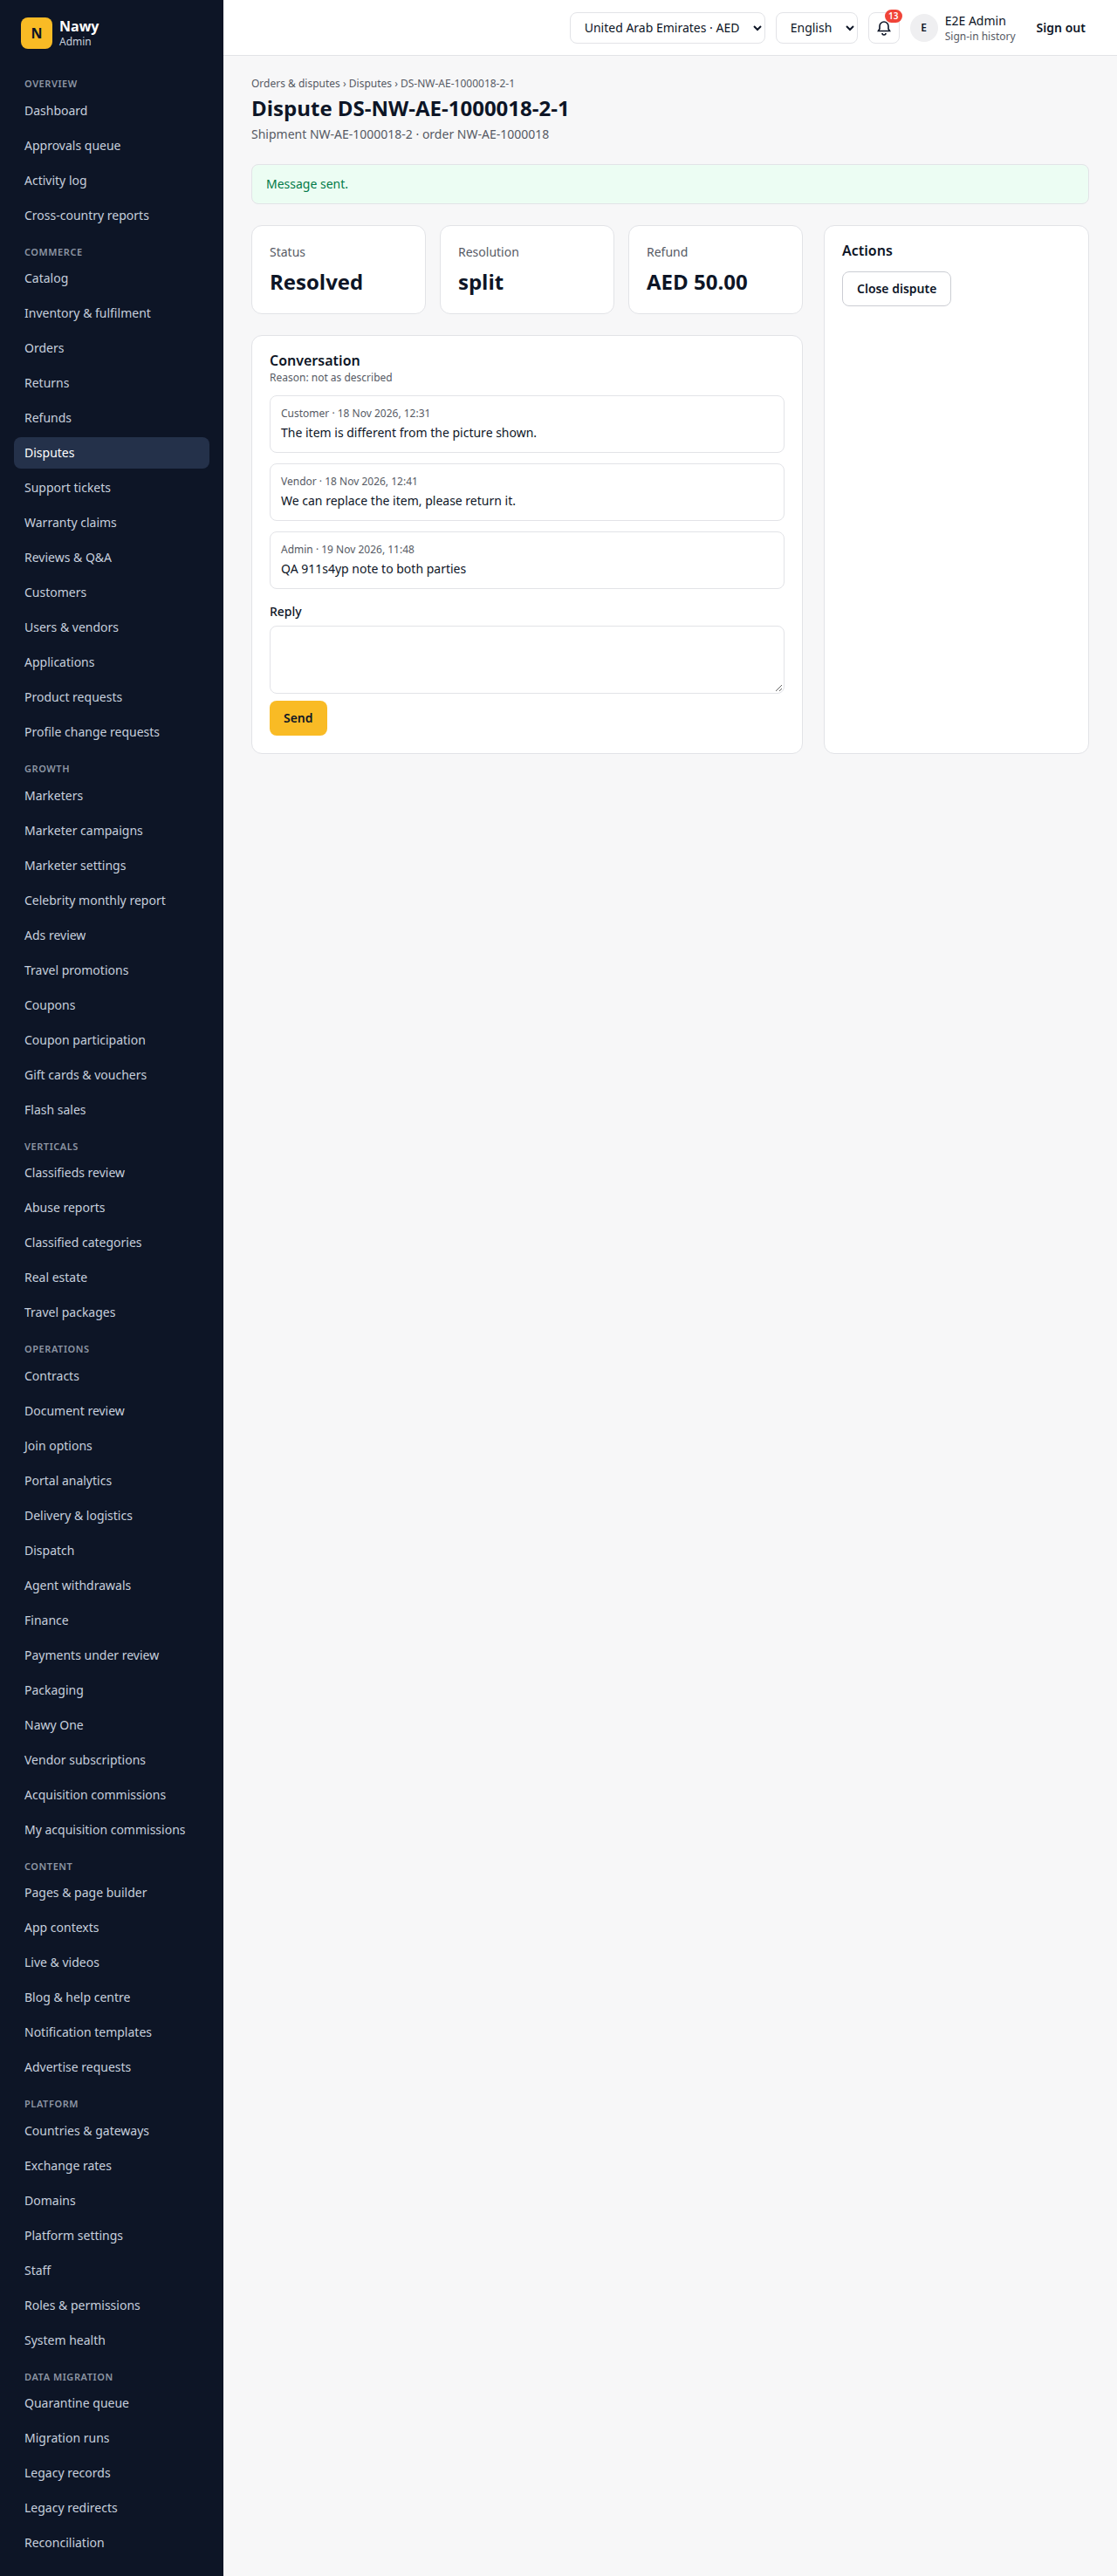 N
Nawy
Admin
OVERVIEW
Dashboard
Approvals queue
Activity log
Cross-country reports
COMMERCE
Catalog
Inventory & fulfilment
Orders
Returns
Refunds
Disputes
Support tickets
Warranty claims
Reviews & Q&A
Customers
Users & vendors
Applications
Product requests
Profile change requests
GROWTH
Marketers
Marketer campaigns
Marketer settings
Celebrity monthly report
Ads review
Travel promotions
Coupons
Coupon participation
Gift cards & vouchers
Flash sales
VERTICALS
Classifieds review
Abuse reports
Classified categories
Real estate
Travel packages
OPERATIONS
Contracts
Document review
Join options
Portal analytics
Delivery & logistics
Dispatch
Agent withdrawals
Finance
Payments under review
Packaging
Nawy One
Vendor subscriptions
Acquisition commissions
My acquisition commissions
CONTENT
Pages & page builder
App contexts
Live & videos
Blog & help centre
Notification templates
Advertise requests
PLATFORM
Countries & gateways
Exchange rates
Domains
Platform settings
Staff
Roles & permissions
System health
DATA MIGRATION
Quarantine queue
Migration runs
Legacy records
Legacy redirects
Reconciliation
United Arab Emirates · AED
English
13
E
E2E Admin
Sign-in history
Sign out
Orders & disputes › Disputes › DS-NW-AE-1000018-2-1
Dispute DS-NW-AE-1000018-2-1
Shipment NW-AE-1000018-2 · order NW-AE-1000018
Message sent.
Status
Resolved
Resolution
split
Refund
AED 50.00
Actions
Close dispute
Conversation
Reason: not as described
Customer · 18 Nov 2026, 12:31
The item is different from the picture shown.
Vendor · 18 Nov 2026, 12:41
We can replace the item, please return it.
Admin · 19 Nov 2026, 11:48
QA 911s4yp note to both parties
Reply
Send